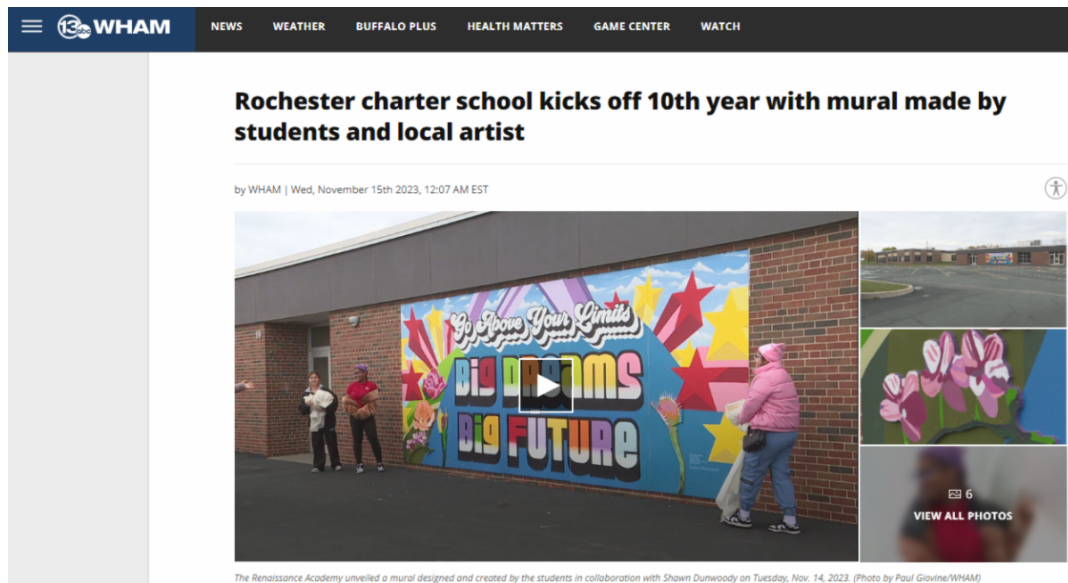 13abc WHAM
NEWS WEATHER BUFFALO PLUS HEALTH MATTERS GAME CENTER WATCH
Rochester charter school kicks off 10th year with mural made by
students and local artist
by WHAM | Wed, November 15th 2023, 12:07 AM EST
Go Above Your Limits
BIG DREAMS
BIG FUTURE
6
VIEW ALL PHOTOS
The Renaissance Academy unveiled a mural designed and created by the students in collaboration with Shawn Dunwoody on Tuesday, Nov. 14, 2023. (Photo by Paul Giovine/WHAM)